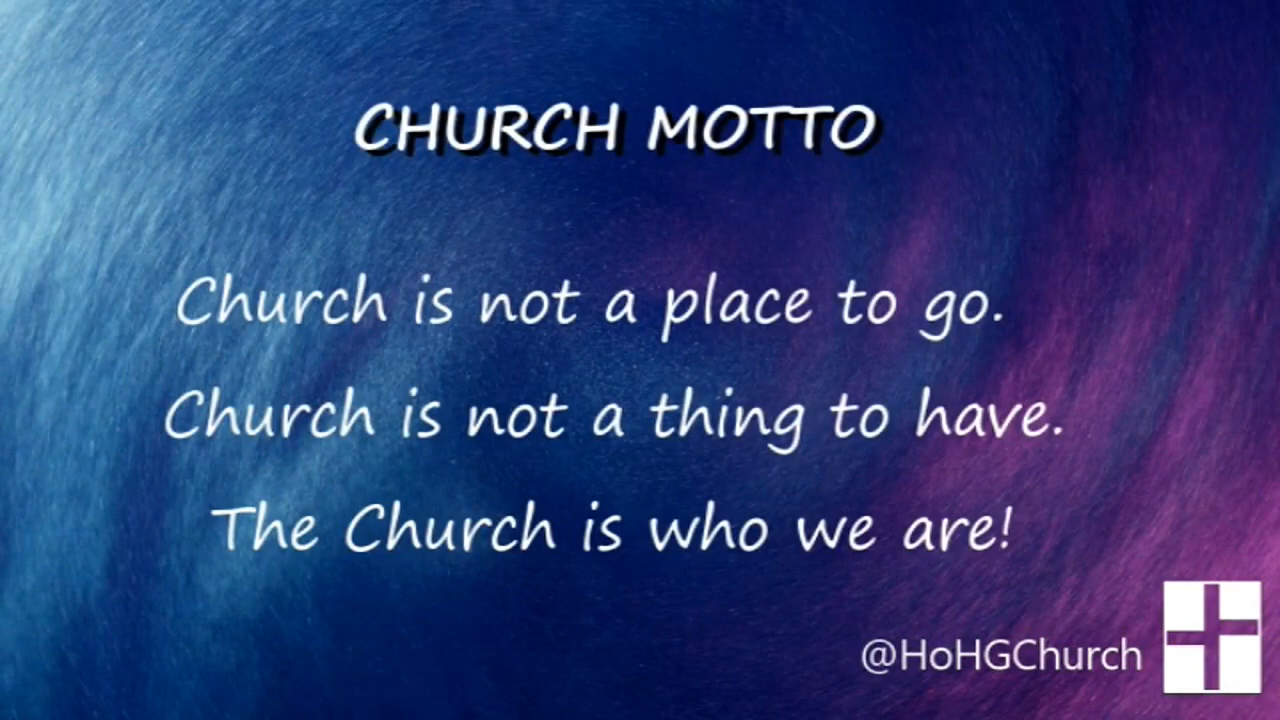 CHURCH MOTTO
Church is not a place to go.
Church is not a thing to have.
The Church is who we are!
@HoHGChurch